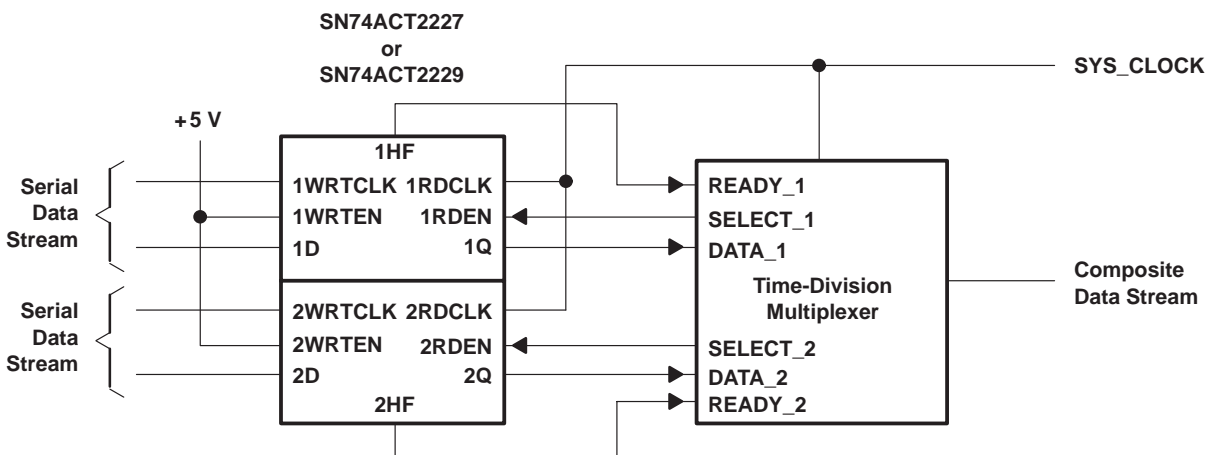 SN74ACT2227
or
SN74ACT2229
SYS_CLOCK
+5 V
1HF
Serial
Data
Stream
1WRTCLK 1RDCLK
1WRTEN 1RDEN
1D 1Q
READY_1
SELECT_1
DATA_1
Time-Division
Multiplexer
Composite
Data Stream
Serial
Data
Stream
2WRTCLK 2RDCLK
2WRTEN 2RDEN
2D 2Q
2HF
SELECT_2
DATA_2
READY_2